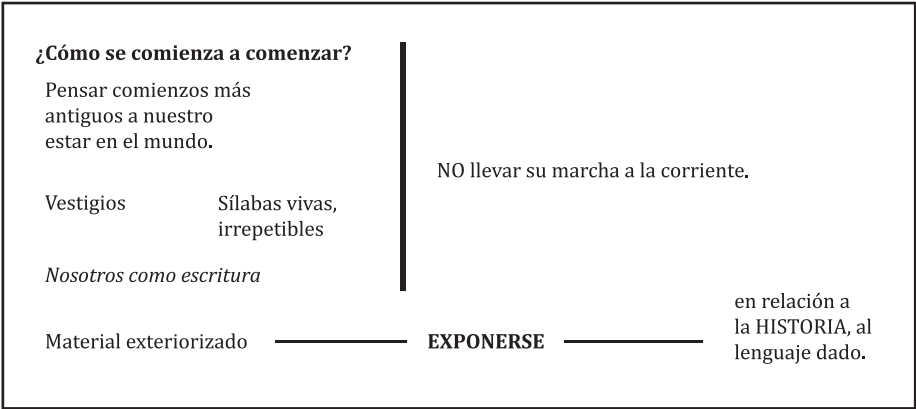 ¿Cómo se comienza a comenzar?
Pensar comienzos más
antiguos a nuestro
estar en el mundo.
Vestigios
Sílabas vivas,
irrepetibles
Nosotros como escritura
NO llevar su marcha a la corriente.
Material exteriorizado
EXPONERSE
en relación a
la HISTORIA, al
lenguaje dado.